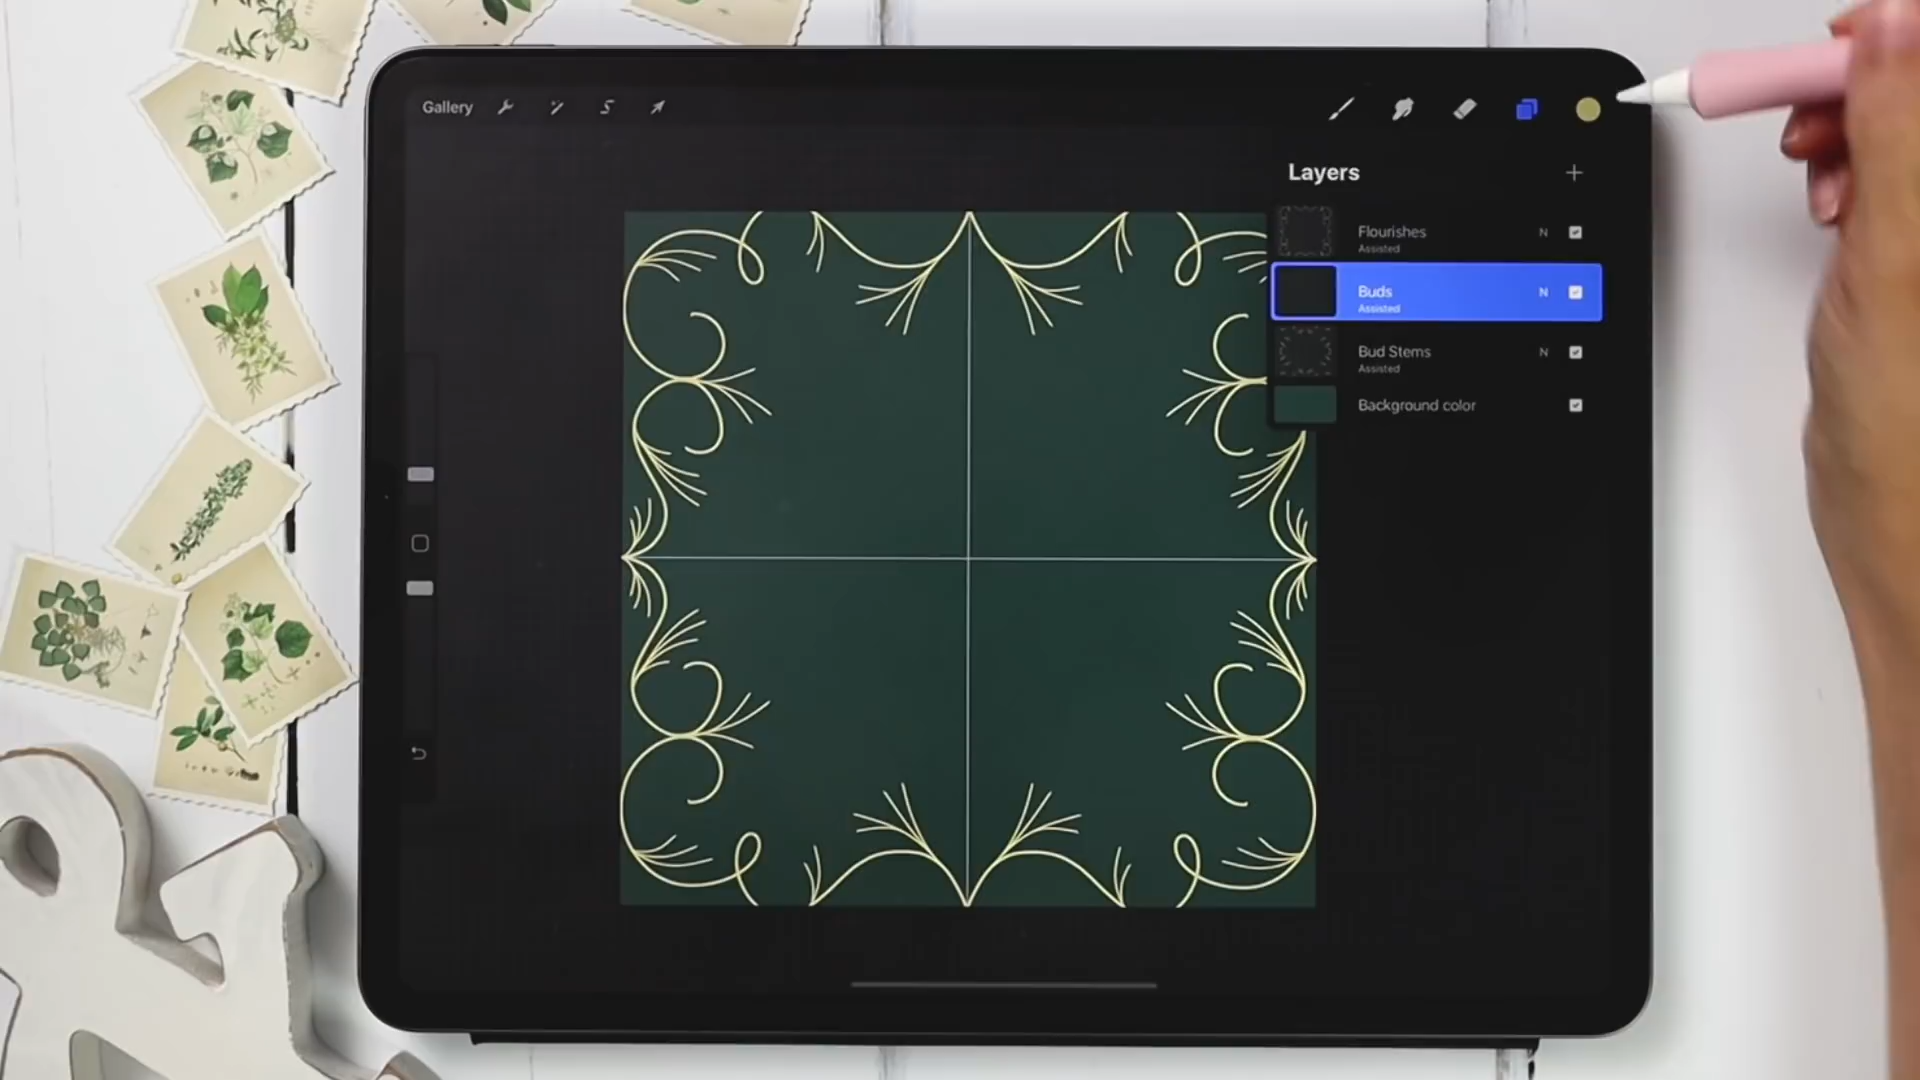 Gallery
Layers
Flourishes N
Assisted
Buds N
Assisted
Bud Stems N
Assisted
Background color